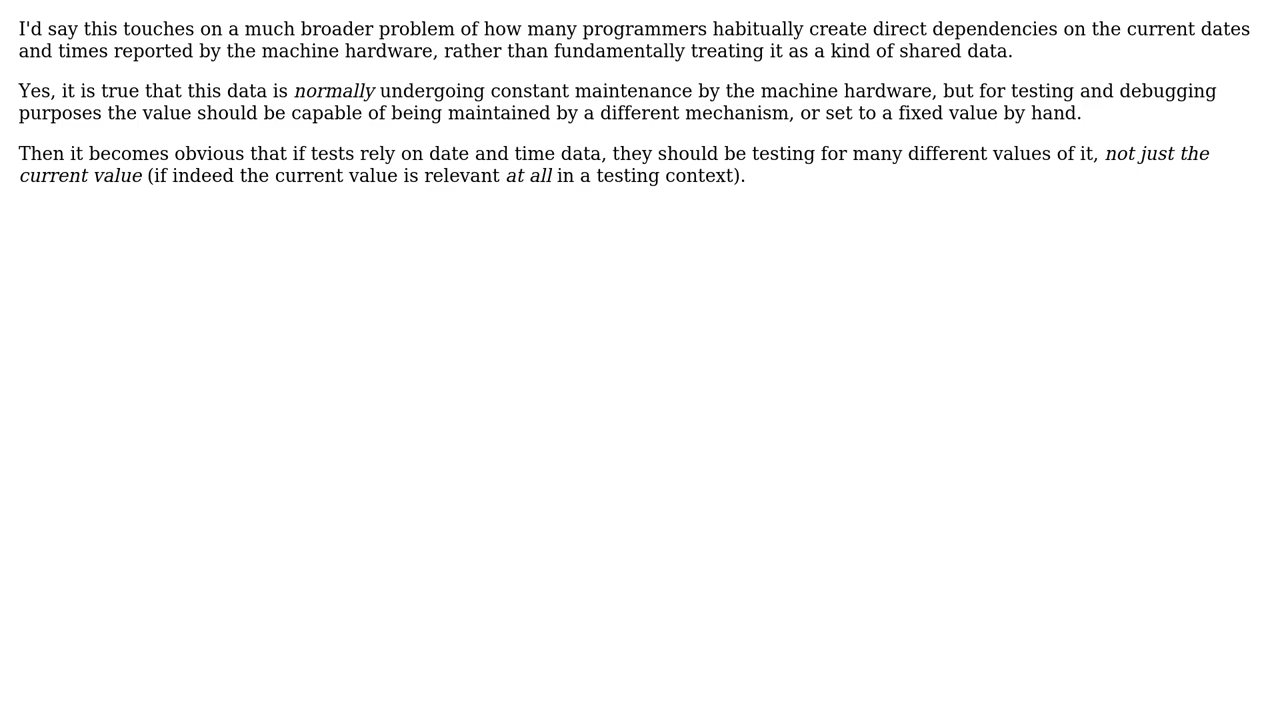 I'd say this touches on a much broader problem of how many programmers habitually create direct dependencies on the current dates
and times reported by the machine hardware, rather than fundamentally treating it as a kind of shared data.
Yes, it is true that this data is normally undergoing constant maintenance by the machine hardware, but for testing and debugging
purposes the value should be capable of being maintained by a different mechanism, or set to a fixed value by hand.
Then it becomes obvious that if tests rely on date and time data, they should be testing for many different values of it, not just the
current value (if indeed the current value is relevant at all in a testing context).